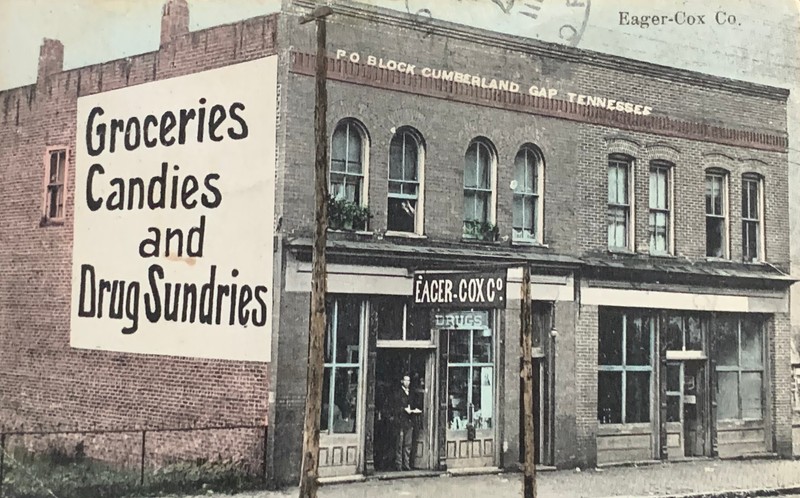 Eager-Cox Co.
P.O BLOCK CUMBERLAND GAP TENNESSEE
Groceries
Candies
and
Drug Sundries
EAGER-COX Co
DRUGS